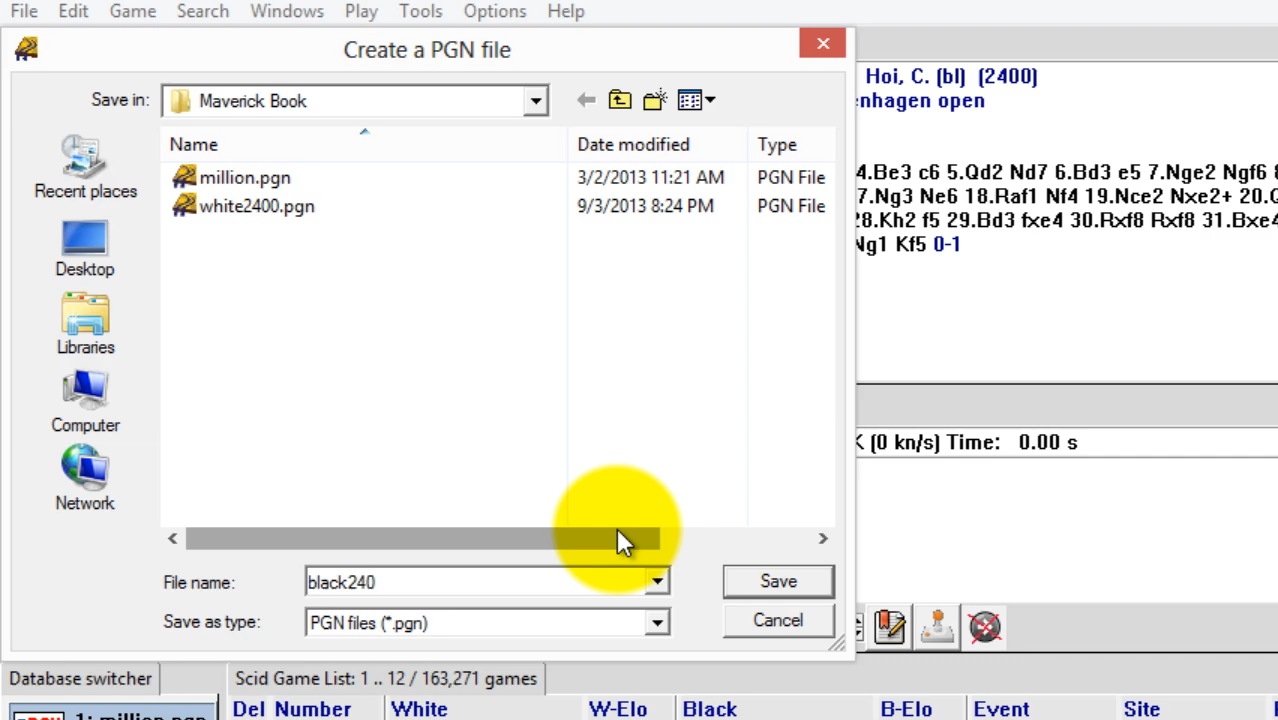 File Edit Game Search Windows Play Tools Options Help
Create a PGN file
Save in: Maverick Book
Name Date modified Type
million.pgn 3/2/2013 11:21 AM PGN File
white2400.pgn 9/3/2013 8:24 PM PGN File
Recent places
Desktop
Libraries
Computer
Network
File name: black240 Save
Save as type: PGN files (*.pgn) Cancel
Hoi, C. (bl) (2400)
nhagen open
4.Be3 c6 5.Qd2 Nd7 6.Bd3 e5 7.Nge2 Ngf6
7.Ng3 Ne6 18.Raf1 Nf4 19.Nce2 Nxe2+
28.Kh2 f5 29.Bd3 fxe4 30.Rxf8 Rxf8 31.Bxe4
Ng1 Kf5 0-1
K (0 kn/s) Time: 0.00 s
Database switcher Scid Game List: 1 .. 12 / 163,271 games
1: million.pgn Del Number White W-Elo Black B-Elo Event Site